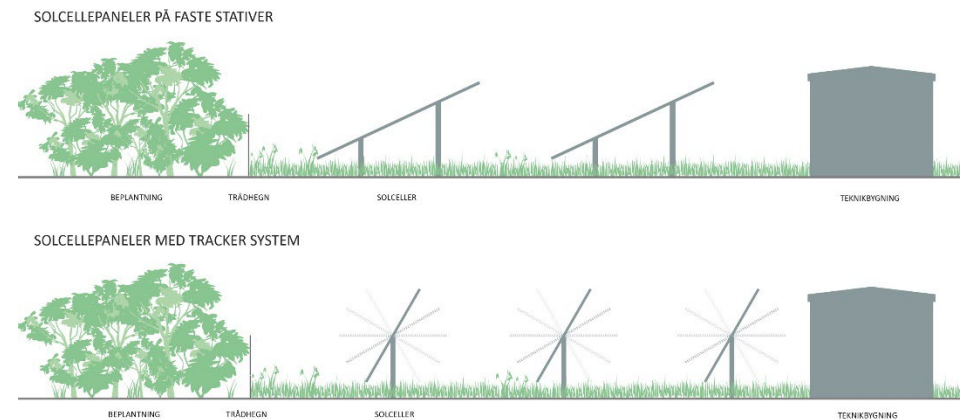 SOLCELLEPANELER PÅ FASTE STATIVER
BEPLANTNING TRÅDHEGN SOLCELLER TEKNIKBYGNING
SOLCELLEPANELER MED TRACKER SYSTEM
BEPLANTNING TRÅDHEGN SOLCELLER TEKNIKBYGNING